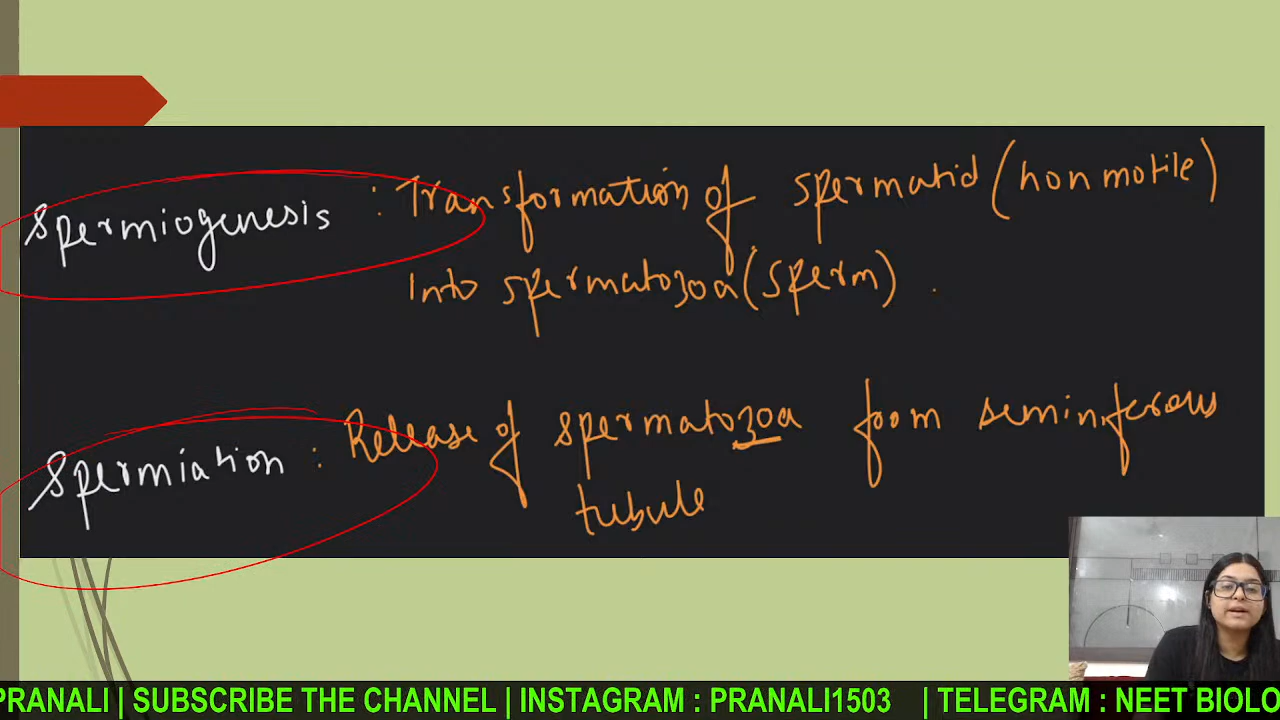 Spermiogenesis : Transformation of spermatid (non motile)
Into spermatozoa (sperm)
Spermiation : Release of spermatozoa from seminiferous
tubule
PRANALI | SUBSCRIBE THE CHANNEL | INSTAGRAM : PRANALI1503 | TELEGRAM : NEET BIOLO